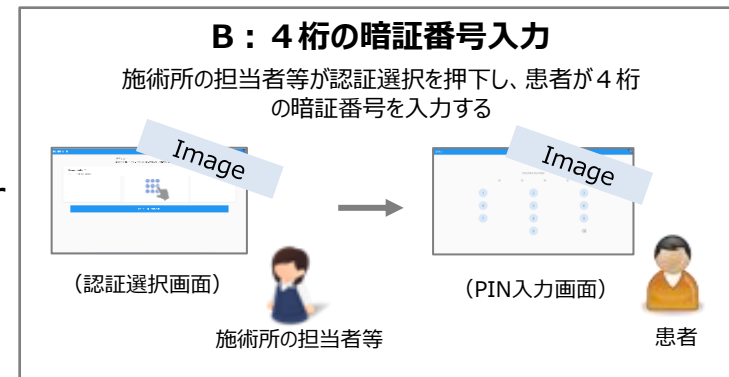 B：４桁の暗証番号入力
施術所の担当者等が認証選択を押下し、患者が４桁
の暗証番号を入力する
Image
Image
（認証選択画面）
（PIN入力画面）
施術所の担当者等
患者